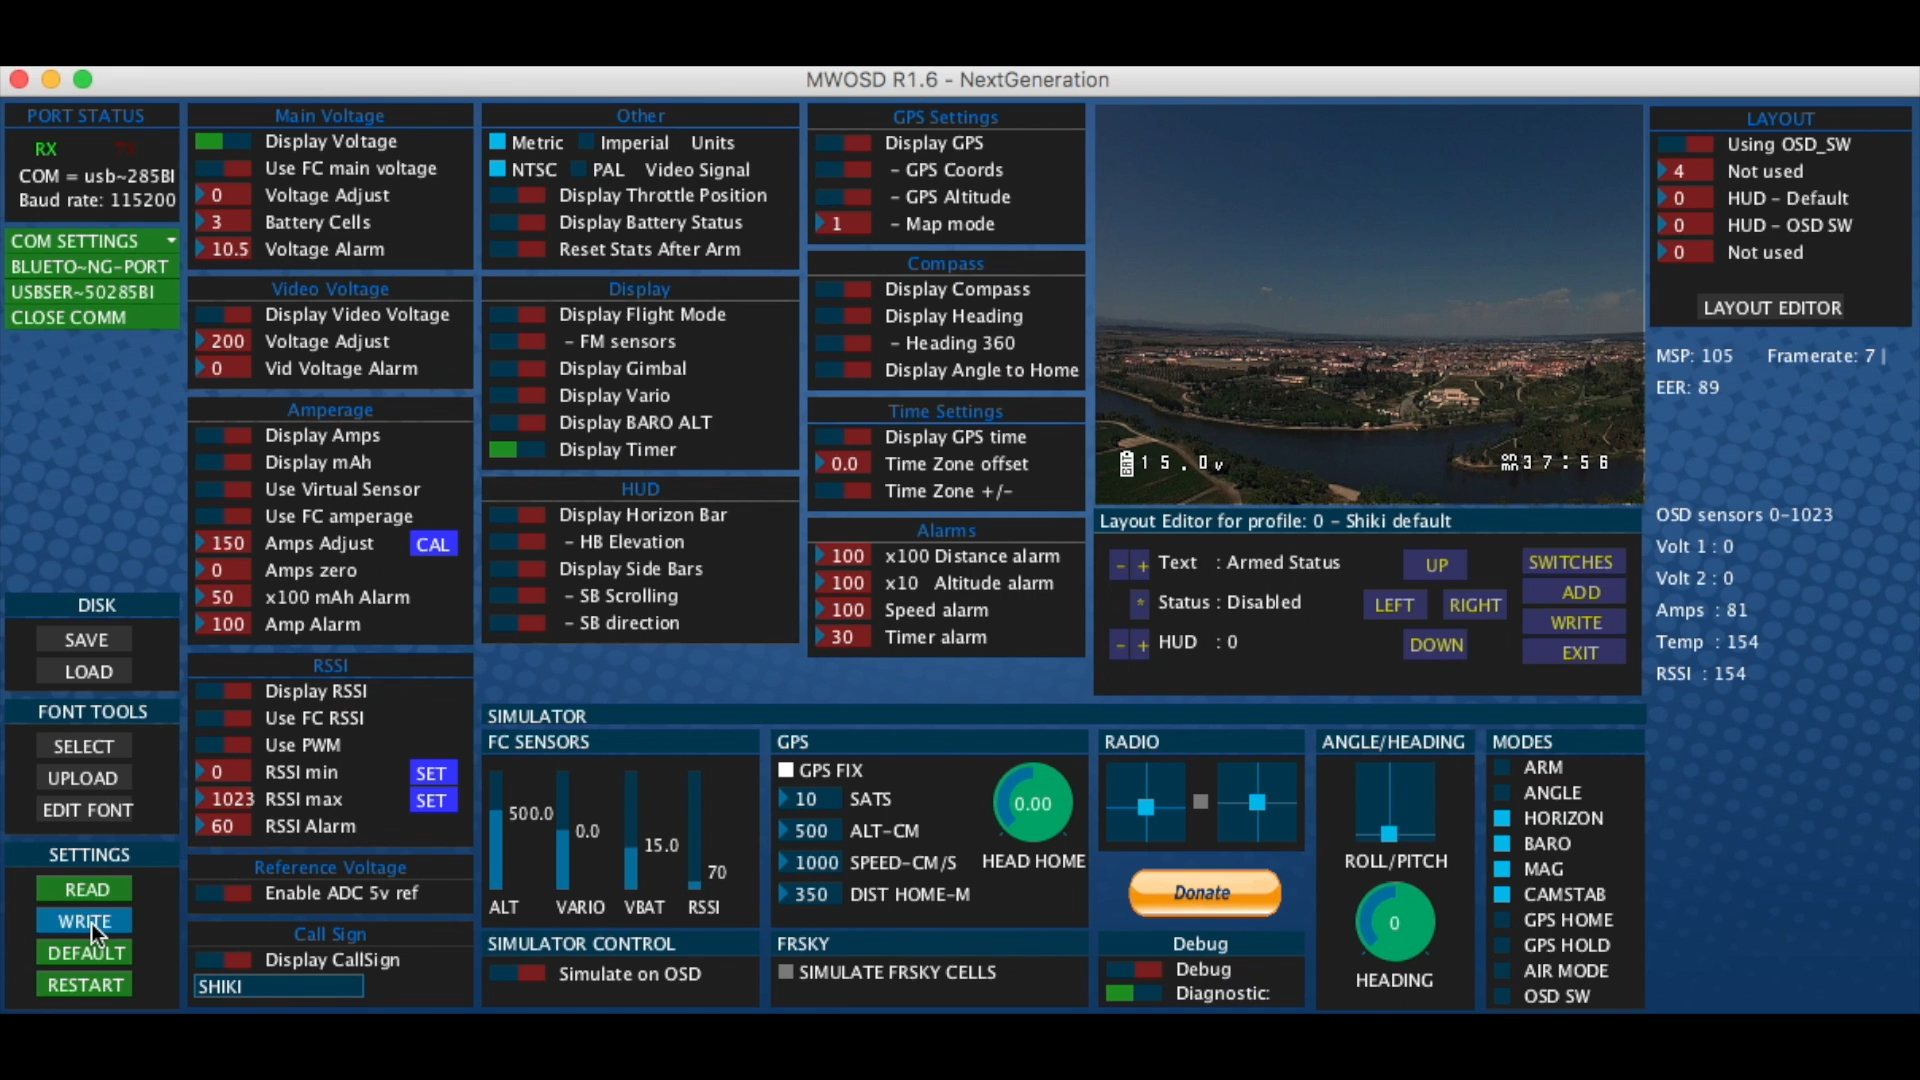 MWOSD R1.6 - NextGeneration
PORT STATUS
RX TX
COM = usb~285BI
Baud rate: 115200
COM SETTINGS
BLUETO~NG-PORT
USBSER~50285BI
CLOSE COMM
DISK
SAVE
LOAD
FONT TOOLS
SELECT
UPLOAD
EDIT FONT
SETTINGS
READ
WRITE
DEFAULT
RESTART
Main Voltage
Display Voltage
Use FC main voltage
0 Voltage Adjust
3 Battery Cells
10.5 Voltage Alarm
Video Voltage
Display Video Voltage
200 Voltage Adjust
0 Vid Voltage Alarm
Amperage
Display Amps
Display mAh
Use Virtual Sensor
Use FC amperage
150 Amps Adjust CAL
0 Amps zero
50 x100 mAh Alarm
100 Amp Alarm
RSSI
Display RSSI
Use FC RSSI
Use PWM
0 RSSI min SET
1023 RSSI max SET
60 RSSI Alarm
Reference Voltage
Enable ADC 5v ref
Call Sign
Display CallSign
SHIKI
Other
Metric Imperial Units
NTSC PAL Video Signal
Display Throttle Position
Display Battery Status
Reset Stats After Arm
Display
Display Flight Mode
- FM sensors
Display Gimbal
Display Vario
Display BARO ALT
Display Timer
HUD
Display Horizon Bar
- HB Elevation
Display Side Bars
- SB Scrolling
- SB direction
GPS Settings
Display GPS
- GPS Coords
- GPS Altitude
1 - Map mode
Compass
Display Compass
Display Heading
- Heading 360
Display Angle to Home
Time Settings
Display GPS time
0.0 Time Zone offset
Time Zone +/-
Alarms
100 x100 Distance alarm
100 x10 Altitude alarm
100 Speed alarm
30 Timer alarm
15.0v
37:56
Layout Editor for profile: 0 - Shiki default
- + Text : Armed Status UP SWITCHES
* Status : Disabled LEFT RIGHT ADD
- + HUD : 0 DOWN WRITE
EXIT
LAYOUT
Using OSD_SW
4 Not used
0 HUD - Default
0 HUD - OSD SW
0 Not used
LAYOUT EDITOR
MSP: 105 Framerate: 7 |
EER: 89
OSD sensors 0-1023
Volt 1 : 0
Volt 2 : 0
Amps : 81
Temp : 154
RSSI : 154
SIMULATOR
FC SENSORS
500.0 0.0 15.0 70
ALT VARIO VBAT RSSI
SIMULATOR CONTROL
Simulate on OSD
GPS
GPS FIX
10 SATS
500 ALT-CM
1000 SPEED-CM/S
350 DIST HOME-M
0.00
HEAD HOME
FRSKY
SIMULATE FRSKY CELLS
RADIO
Donate
Debug
Debug
Diagnostic:
ANGLE/HEADING
ROLL/PITCH
0
HEADING
MODES
ARM
ANGLE
HORIZON
BARO
MAG
CAMSTAB
GPS HOME
GPS HOLD
AIR MODE
OSD SW